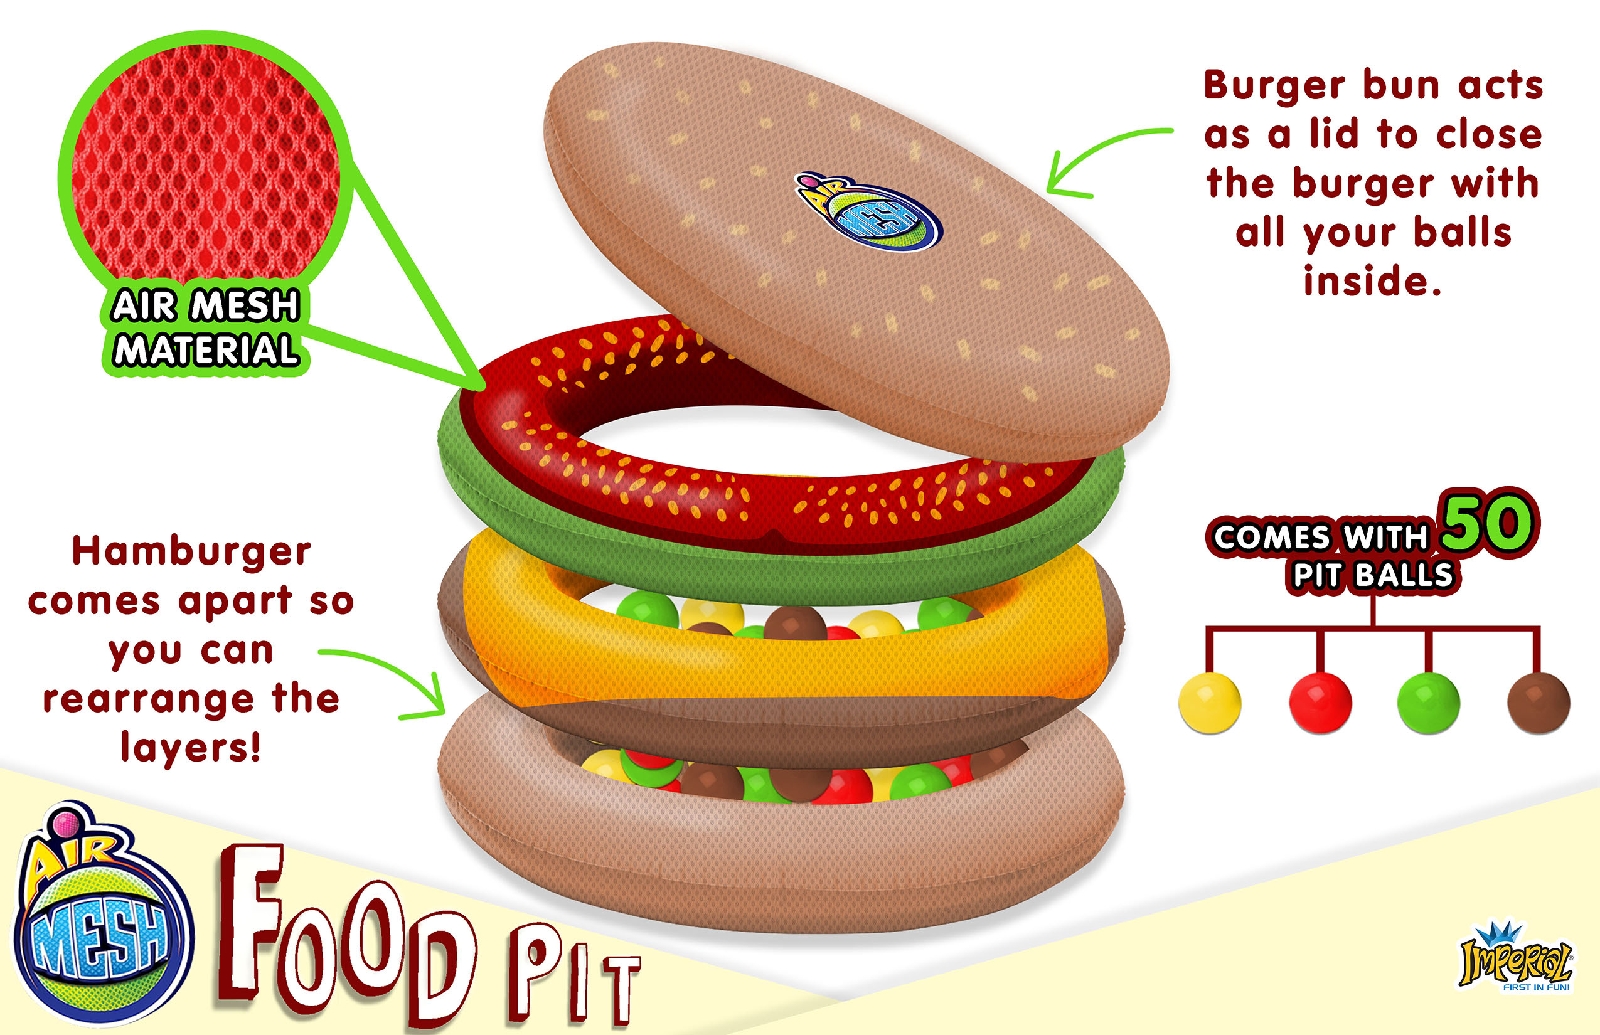 AIR MESH
MATERIAL
Burger bun acts
as a lid to close
the burger with
all your balls
inside.
AIR
MESH
Hamburger
comes apart so
you can
rearrange the
layers!
COMES WITH 50
PIT BALLS
AIR
MESH
FOOD PIT
IMPERIAL®
FIRST IN FUN!